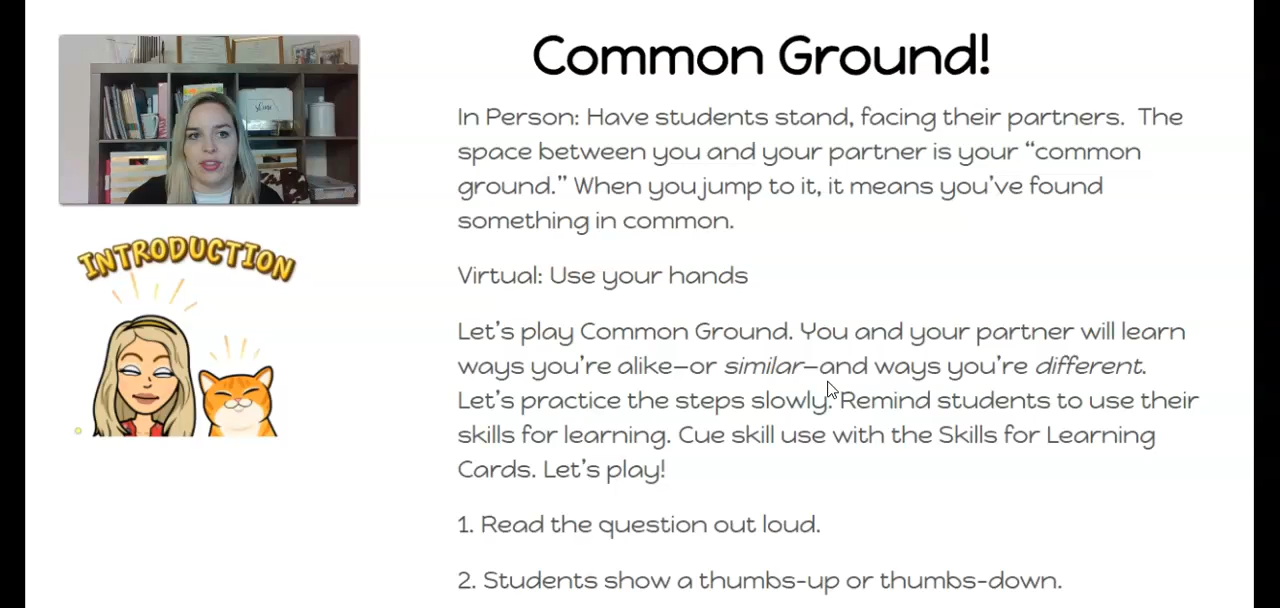 Common Ground!
In Person: Have students stand, facing their partners. The
space between you and your partner is your “common
ground.” When you jump to it, it means you’ve found
something in common.
INTRODUCTION
Virtual: Use your hands
Let’s play Common Ground. You and your partner will learn
ways you’re alike—or similar—and ways you’re different.
Let’s practice the steps slowly. Remind students to use their
skills for learning. Cue skill use with the Skills for Learning
Cards. Let’s play!
1. Read the question out loud.
2. Students show a thumbs-up or thumbs-down.